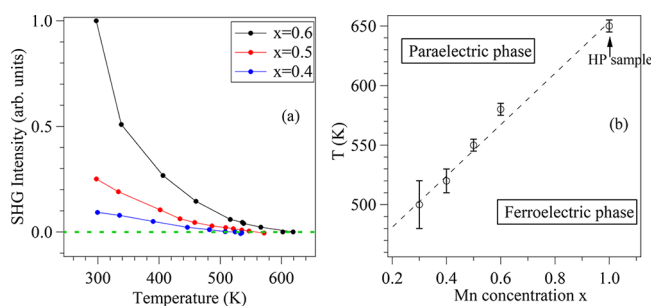 1.0
0.5
0.0
SHG Intensity (arb. units)
x=0.6
x=0.5
x=0.4
(a)
300 400 500 600
Temperature (K)
650
600
550
500
T (K)
Paraelectric phase
HP sample
(b)
Ferroelectric phase
0.2 0.4 0.6 0.8 1.0
Mn concentration x